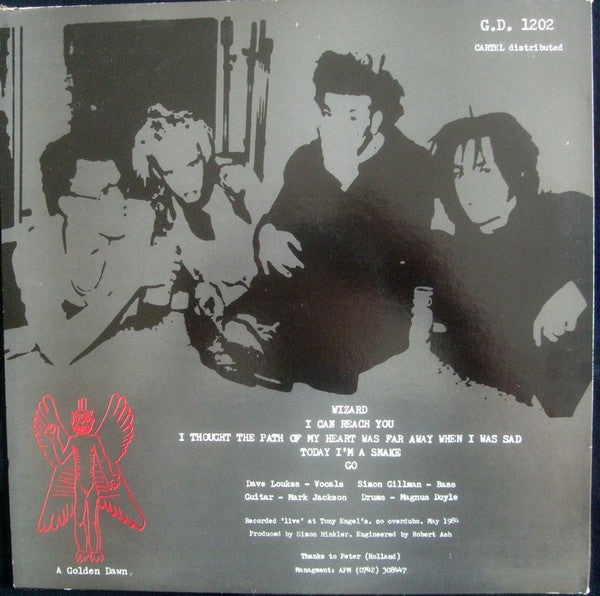 G.D. 1202
CARTEL distributed
WIZARD
I CAN REACH YOU
I THOUGHT THE PATH OF MY HEART WAS FAR AWAY WHEN I WAS SAD
TODAY I'M A SNAKE
GO
Dave Loukes - Vocals Simon Gillman - Bass
Guitar - Mark Jackson Drums - Magnus Doyle
Recorded 'live' at Tony Engel's, no overdubs. May 1984
Produced by Simon Hinkler. Engineered by Robert Ash
Thanks to Peter (Holland)
Managment: APM (0742) 308447
A Golden Dawn.